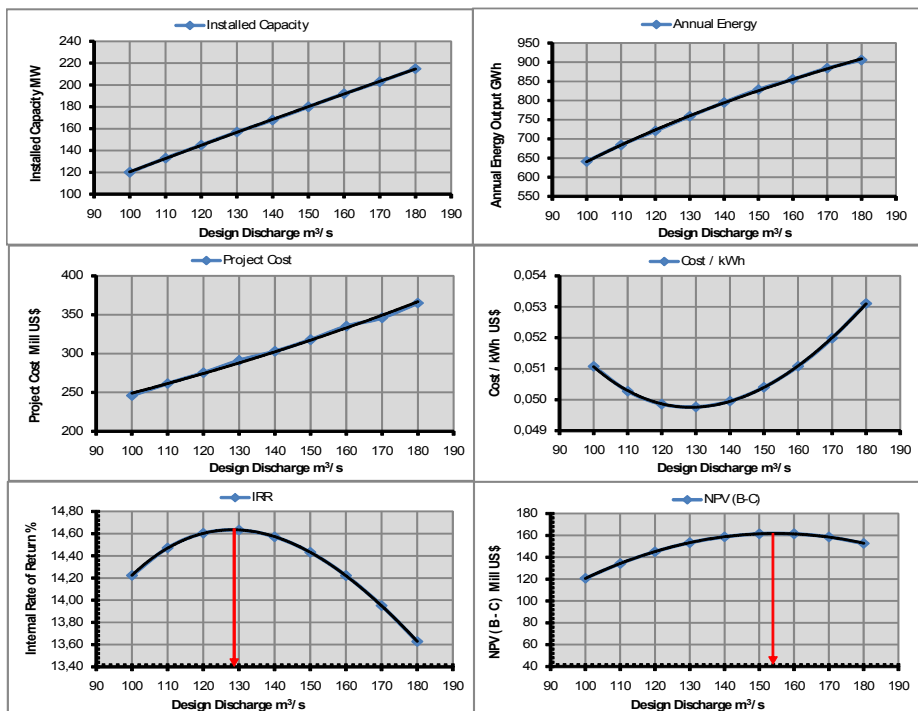 Installed Capacity
Installed Capacity MW
240
220
200
180
160
140
120
100
90 100 110 120 130 140 150 160 170 180 190
Design Discharge m³/ s
Annual Energy
Annual Energy Output GWh
950
900
850
800
750
700
650
600
550
90 100 110 120 130 140 150 160 170 180 190
Design Discharge m³/ s
Project Cost
Project Cost Mill US$
400
350
300
250
200
90 100 110 120 130 140 150 160 170 180 190
Design Discharge m³/ s
Cost / kWh
Cost / kWh US$
0,054
0,053
0,052
0,051
0,050
0,049
90 100 110 120 130 140 150 160 170 180 190
Design Discharge m³/ s
IRR
Internal Rate of Return %
14,80
14,60
14,40
14,20
14,00
13,80
13,60
13,40
90 100 110 120 130 140 150 160 170 180 190
Design Discharge m³/ s
NPV (B-C)
NPV ( B - C ) Mill US$
180
160
140
120
100
80
60
40
90 100 110 120 130 140 150 160 170 180 190
Design Discharge m³/ s